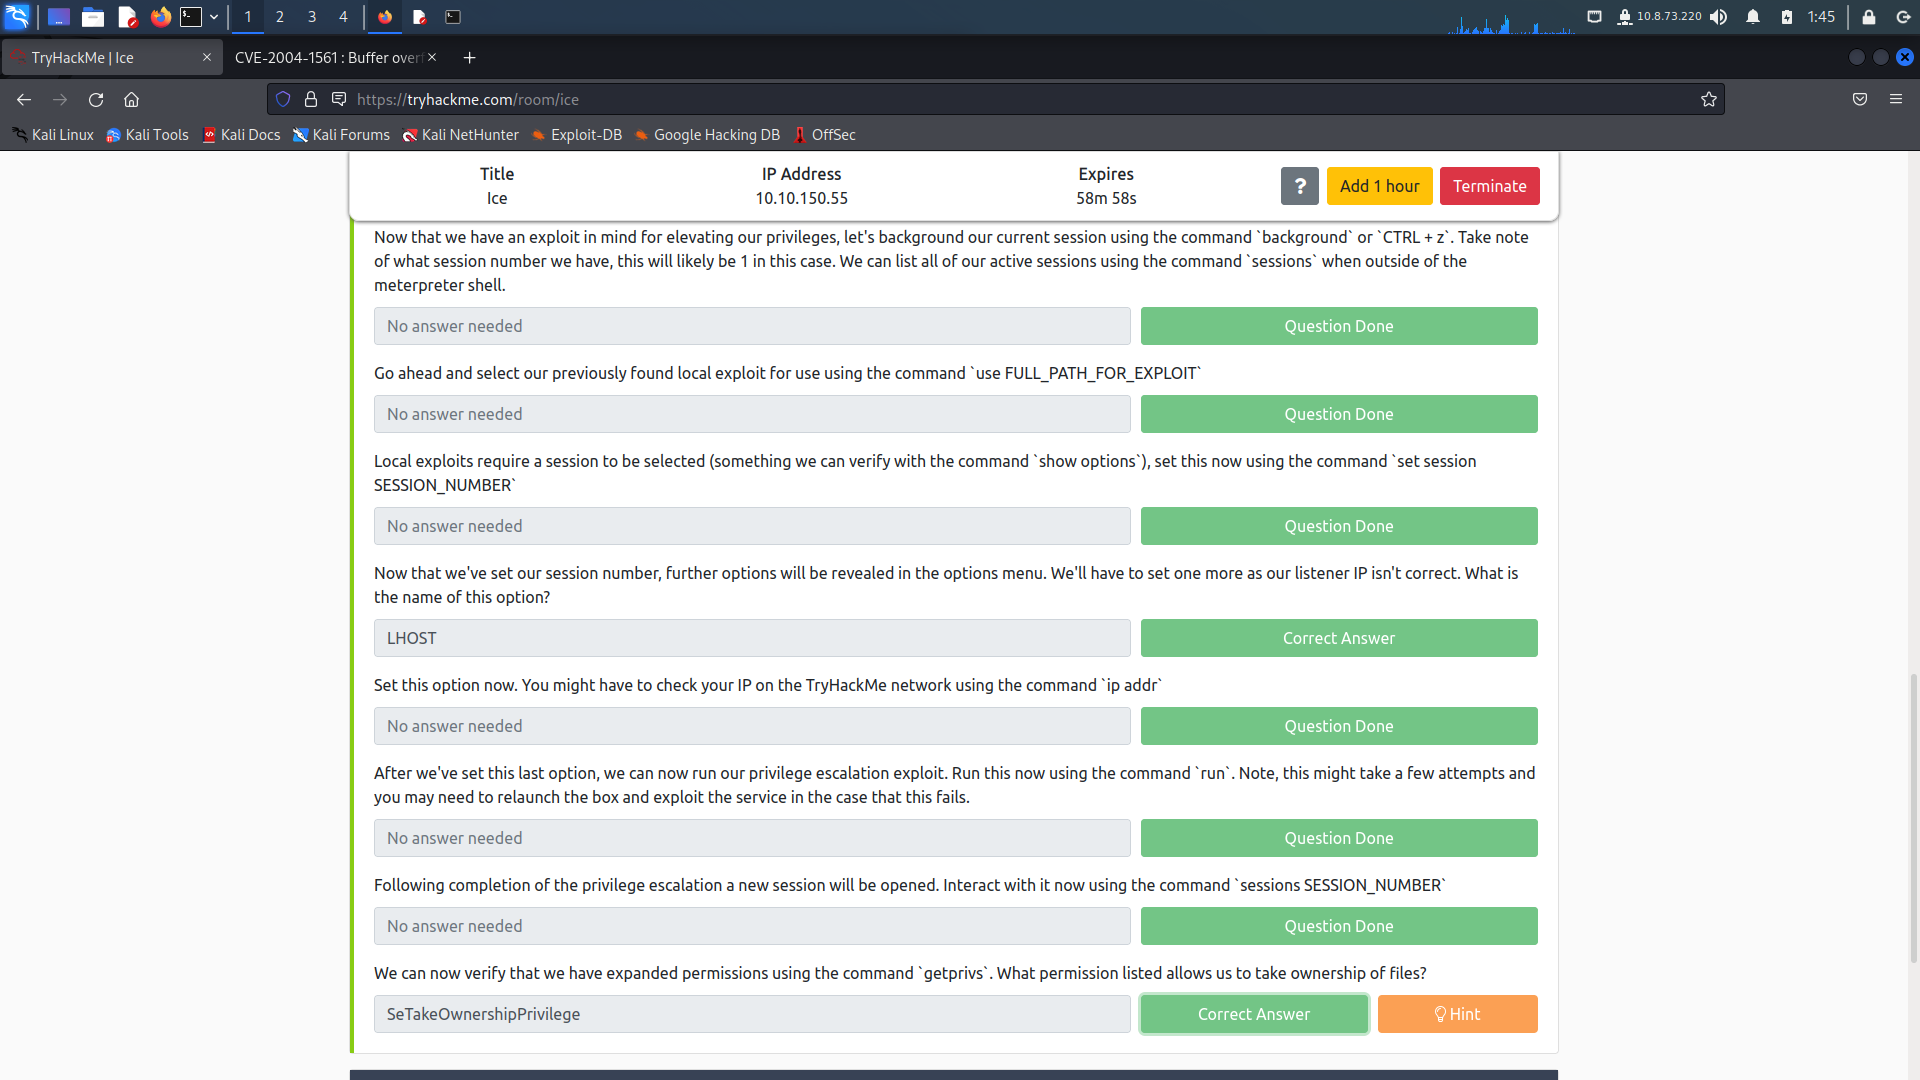 1
2
3
4
10.8.73.220
1:45
TryHackMe | Ice
CVE-2004-1561 : Buffer over
https://tryhackme.com/room/ice
Kali Linux
Kali Tools
Kali Docs
Kali Forums
Kali NetHunter
Exploit-DB
Google Hacking DB
OffSec
Title
IP Address
Expires
Ice
10.10.150.55
58m 58s
?
Add 1 hour
Terminate
Now that we have an exploit in mind for elevating our privileges, let's background our current session using the command `background` or `CTRL + z`. Take note
of what session number we have, this will likely be 1 in this case. We can list all of our active sessions using the command `sessions` when outside of the
meterpreter shell.
No answer needed
Question Done
Go ahead and select our previously found local exploit for use using the command `use FULL_PATH_FOR_EXPLOIT`
No answer needed
Question Done
Local exploits require a session to be selected (something we can verify with the command `show options`), set this now using the command `set session
SESSION_NUMBER`
No answer needed
Question Done
Now that we've set our session number, further options will be revealed in the options menu. We'll have to set one more as our listener IP isn't correct. What is
the name of this option?
LHOST
Correct Answer
Set this option now. You might have to check your IP on the TryHackMe network using the command `ip addr`
No answer needed
Question Done
After we've set this last option, we can now run our privilege escalation exploit. Run this now using the command `run`. Note, this might take a few attempts and
you may need to relaunch the box and exploit the service in the case that this fails.
No answer needed
Question Done
Following completion of the privilege escalation a new session will be opened. Interact with it now using the command `sessions SESSION_NUMBER`
No answer needed
Question Done
We can now verify that we have expanded permissions using the command `getprivs`. What permission listed allows us to take ownership of files?
SeTakeOwnershipPrivilege
Correct Answer
Hint